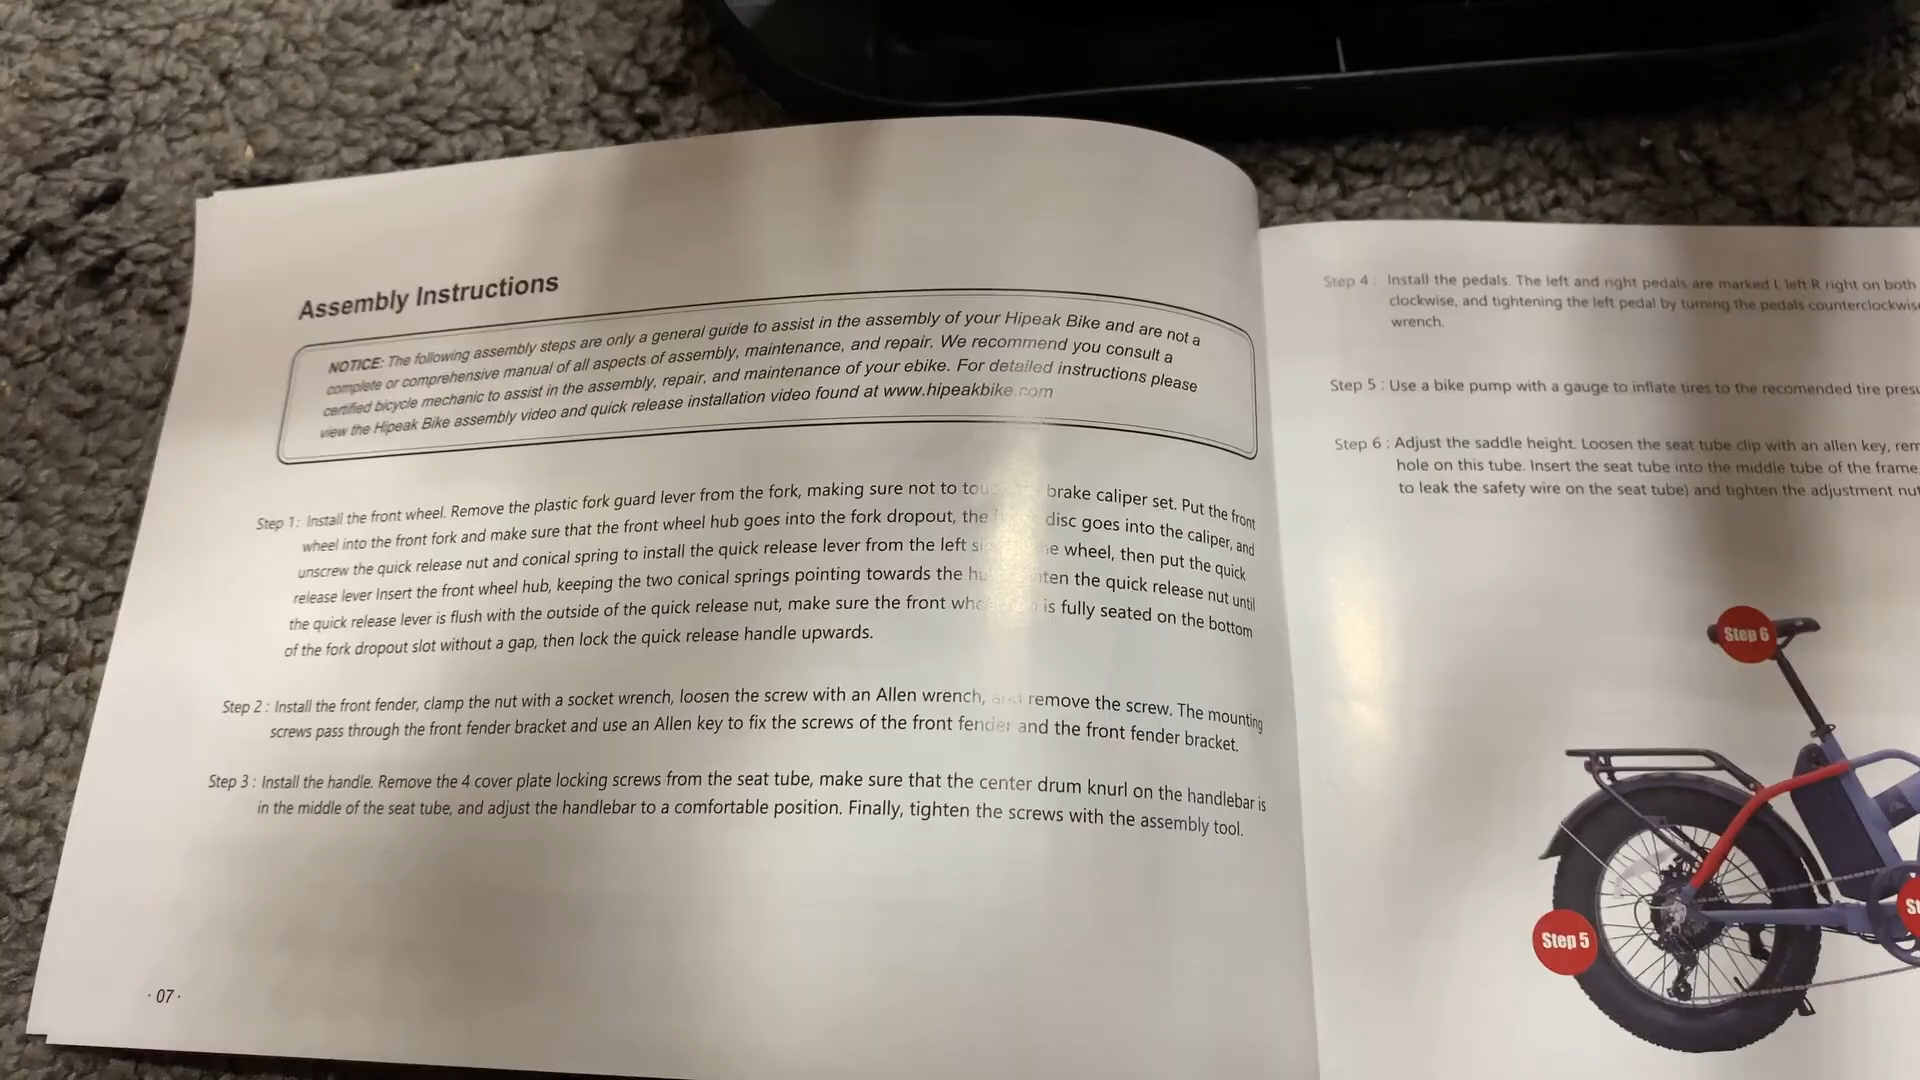 Assembly Instructions
NOTICE: The following assembly steps are only a general guide to assist in the assembly of your Hipeak Bike and are not a
complete or comprehensive manual of all aspects of assembly, maintenance, and repair. We recommend you consult a
certified bicycle mechanic to assist in the assembly, repair, and maintenance of your ebike. For detailed instructions please
view the Hipeak Bike assembly video and quick release installation video found at www.hipeakbike.com
Step 1: Install the front wheel. Remove the plastic fork guard lever from the fork, making sure not to brake caliper set. Put the front
wheel into the front fork and make sure that the front wheel hub goes into the fork dropout, the disc goes into the caliper, and
unscrew the quick release nut and conical spring to install the quick release lever from the left wheel, then put the quick
release lever Insert the front wheel hub, keeping the two conical springs pointing towards the the quick release nut until
the quick release lever is flush with the outside of the quick release nut, make sure the front is fully seated on the bottom
of the fork dropout slot without a gap, then lock the quick release handle upwards.
Step 2 : Install the front fender, clamp the nut with a socket wrench, loosen the screw with an Allen wrench, and remove the screw. The mounting
screws pass through the front fender bracket and use an Allen key to fix the screws of the front fender and the front fender bracket.
Step 3 : Install the handle. Remove the 4 cover plate locking screws from the seat tube, make sure that the center drum knurl on the handlebar is
in the middle of the seat tube, and adjust the handlebar to a comfortable position. Finally, tighten the screws with the assembly tool.
· 07 ·
Step 4 : Install the pedals. The left and right pedals are marked L left R right on both
clockwise, and tightening the left pedal by turning the pedals
wrench.
Step 5 : Use a bike pump with a gauge to inflate tires to the recomended tire
Step 6 : Adjust the saddle height. Loosen the seat tube clip with an allen key,
hole on this tube. Insert the seat tube into the middle tube of the frame
to leak the safety wire on the seat tube) and tighten the adjustment
Step 6
Step 5